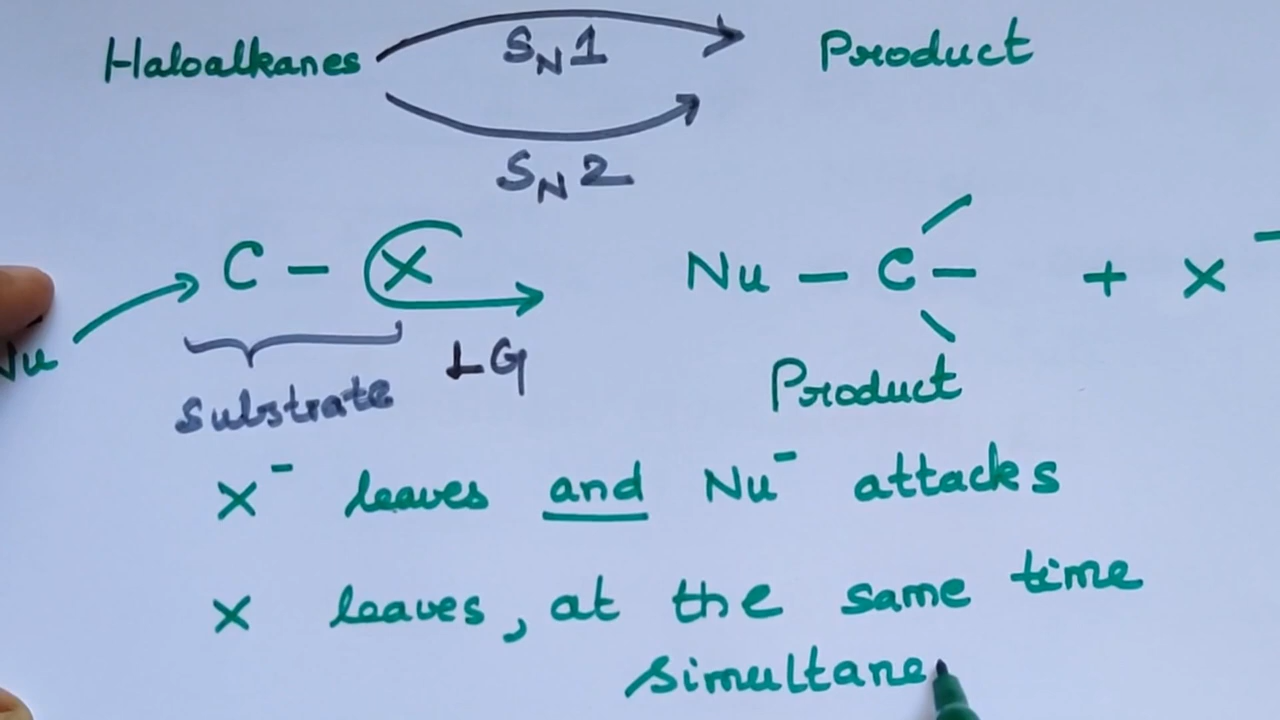 Haloalkanes SN1 Product
SN2
C - X Nu - C - + X-
Nu
LG
Substrate
Product
X- leaves and Nu- attacks
X leaves, at the same time
simultane